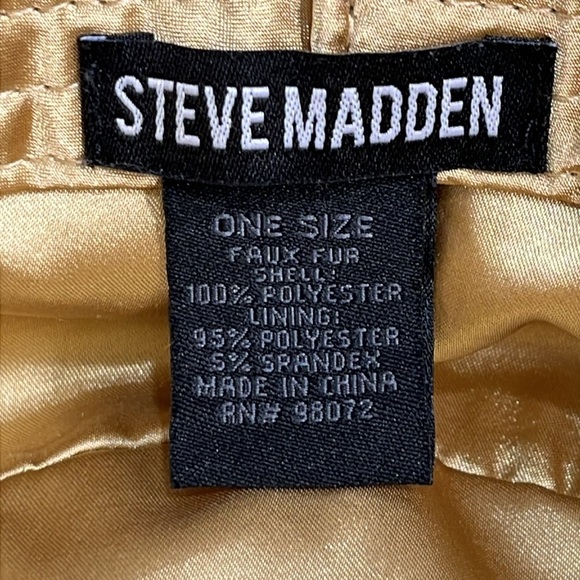 STEVE MADDEN
ONE SIZE
FAUX FUR
SHELL:
100% POLYESTER
LINING:
95% POLYESTER
5% SPANDEX
MADE IN CHINA
RN# 98072